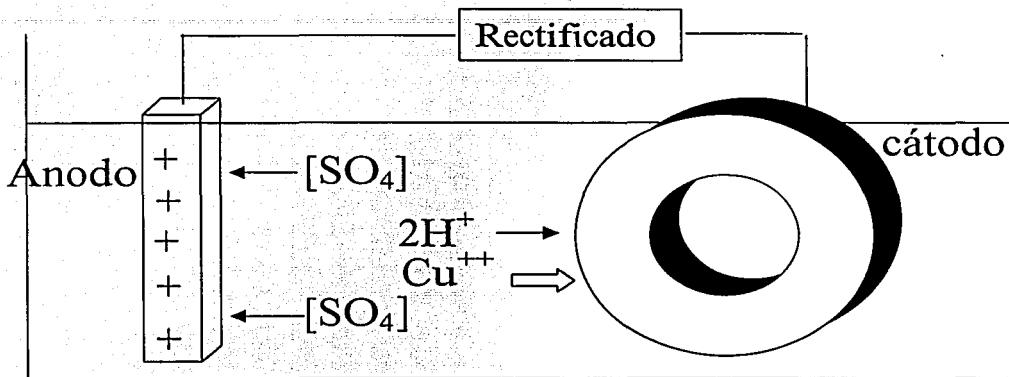 Rectificado
Anodo
cátodo
+
[SO₄]
+
+
2H⁺
Cu⁺⁺
+
[SO₄]
+